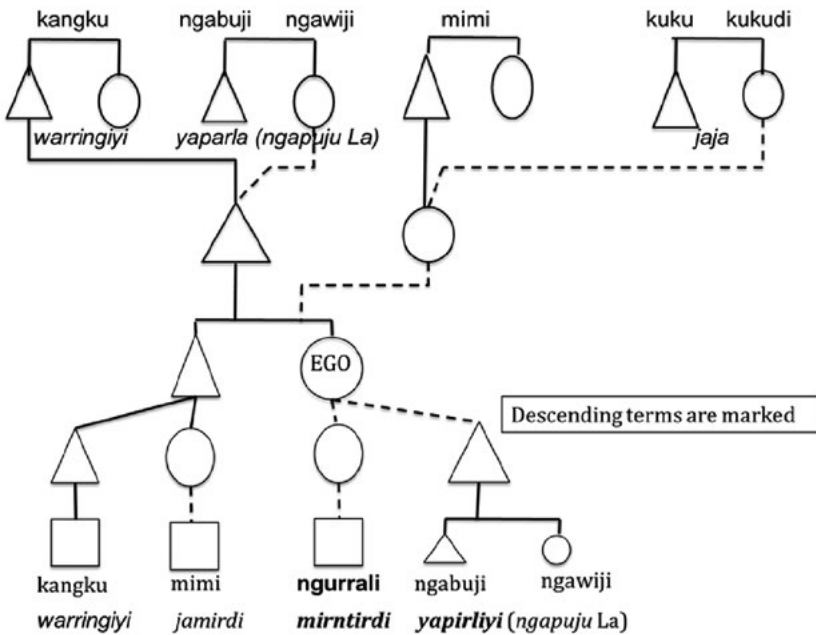 kangku ngabuji ngawiji mimi kuku kukudi
warringiyi yaparla (ngapuju La) jaja
EGO
Descending terms are marked
kangku mimi ngurrali ngabuji ngawiji
warringiyi jamirdi mirntirdi yapirliyi (ngapuju La)